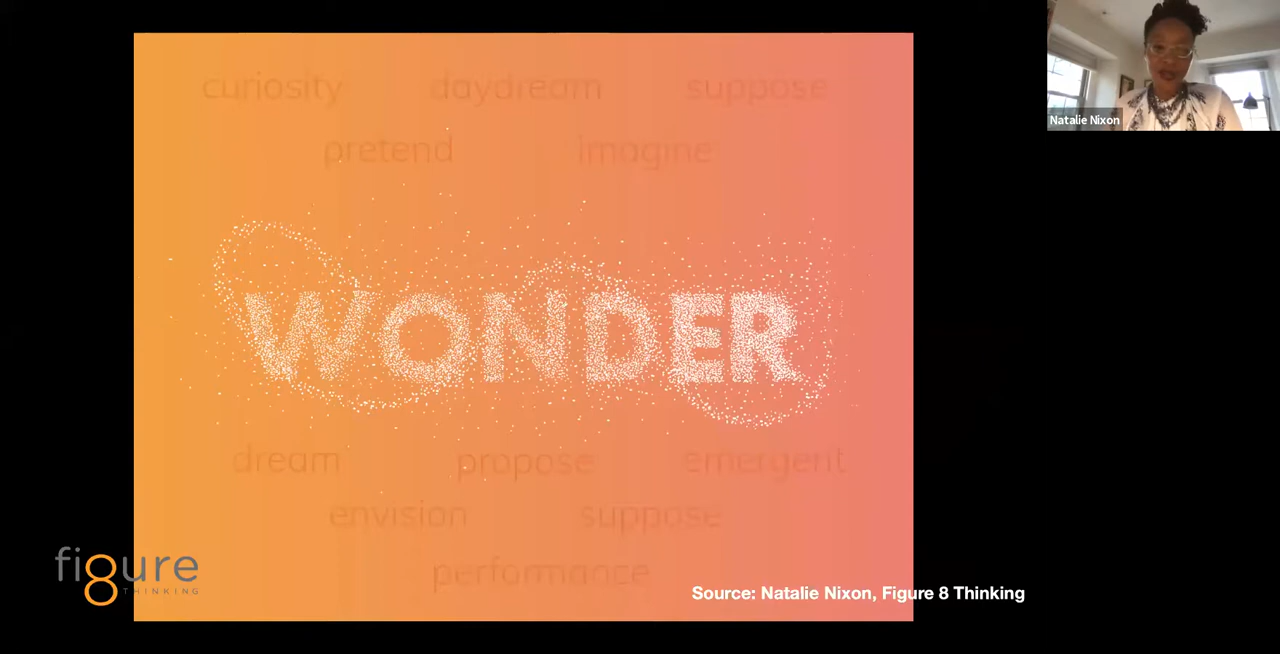 curiosity daydream suppose
Natalie Nixon
pretend imagine
WONDER
dream propose emergent
envision suppose
performance
figure
8 THINKING
Source: Natalie Nixon, Figure 8 Thinking